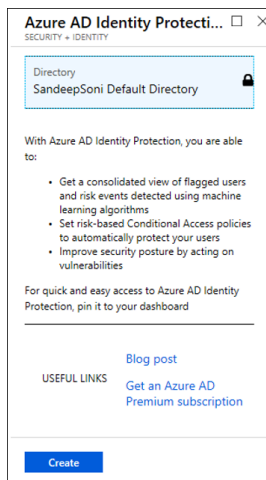 Azure AD Identity Protecti...
SECURITY + IDENTITY
Directory
SandeepSoni Default Directory
With Azure AD Identity Protection, you are able
to:
• Get a consolidated view of flagged users
and risk events detected using machine
learning algorithms
• Set risk-based Conditional Access policies
to automatically protect your users
• Improve security posture by acting on
vulnerabilities
For quick and easy access to Azure AD Identity
Protection, pin it to your dashboard
USEFUL LINKS
Blog post
Get an Azure AD
Premium subscription
Create